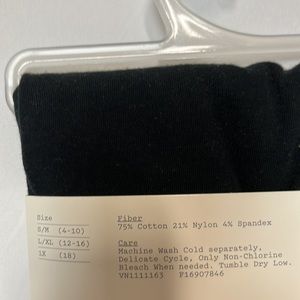 Size
S/M (4-10)
L/XL (12-16)
1X (18)
Fiber
75% Cotton 21% Nylon 4% Spandex
Care
Machine Wash Cold separately,
Delicate Cycle, Only Non-Chlorine
Bleach When needed. Tumble Dry Low.
VN1111163 P16907846